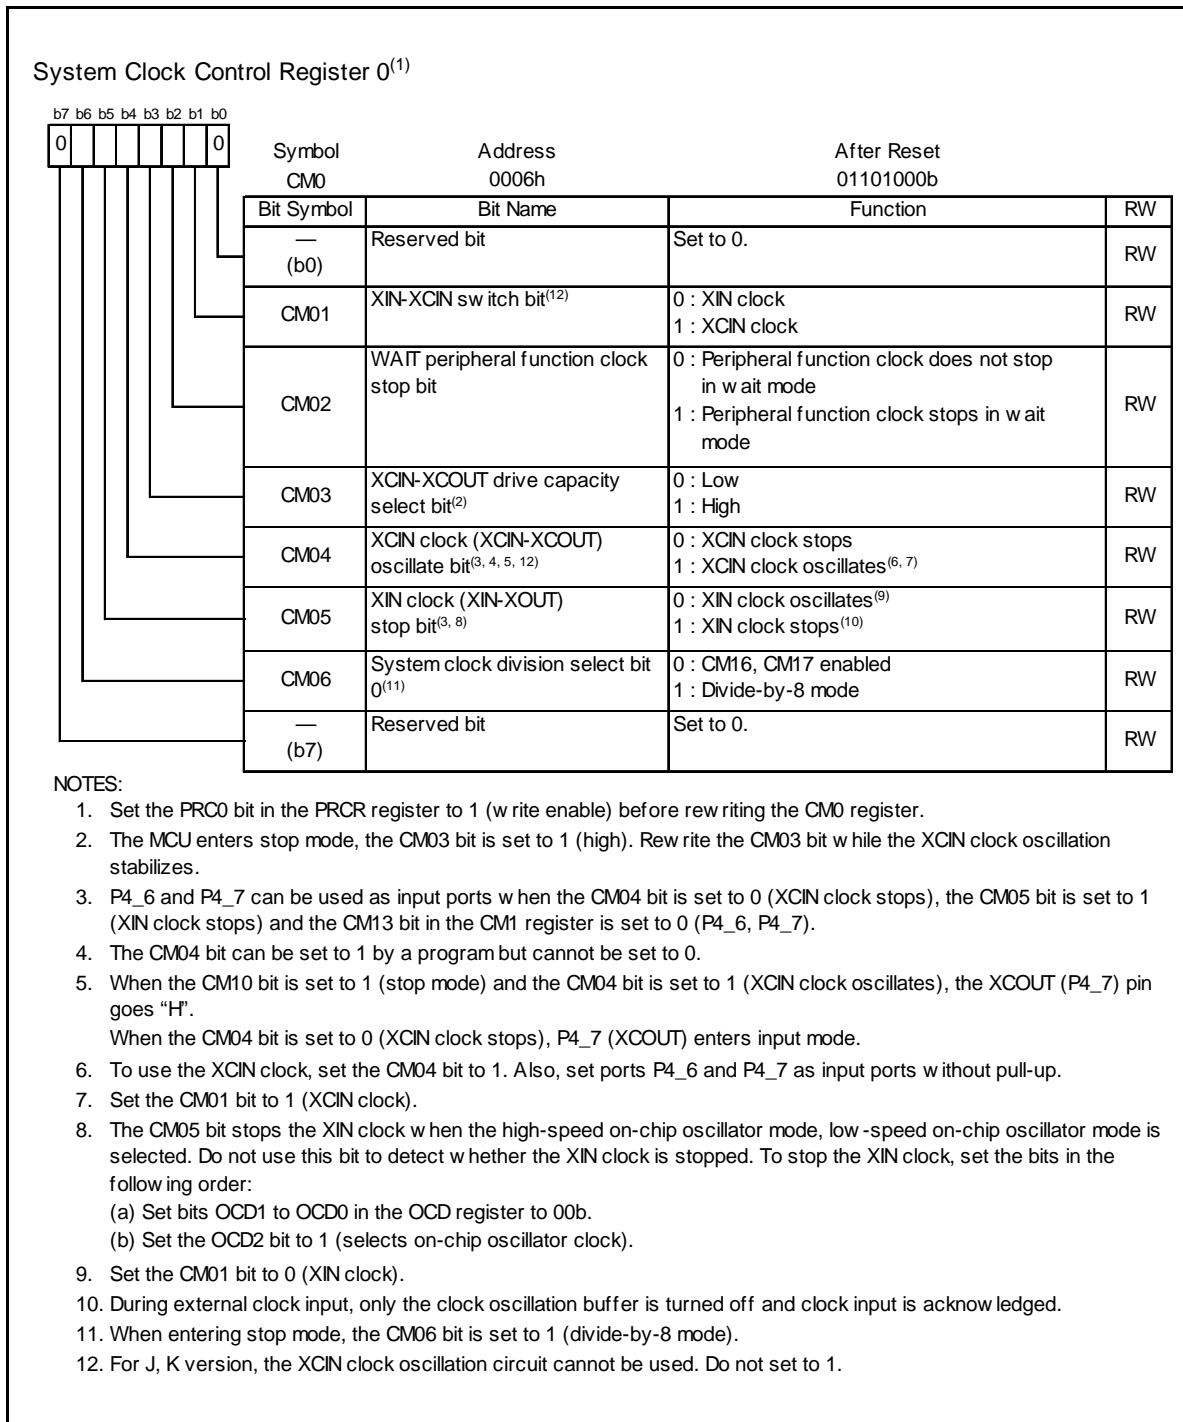 System Clock Control Register 0(1)
b7 b6 b5 b4 b3 b2 b1 b0
0 0
Symbol Address After Reset
CM0 0006h 01101000b
Bit Symbol Bit Name Function RW
—
(b0)
Reserved bit
Set to 0.
RW
CM01
XIN-XCIN switch bit(12)
0 : XIN clock
1 : XCIN clock
RW
CM02
WAIT peripheral function clock
stop bit
0 : Peripheral function clock does not stop
in wait mode
1 : Peripheral function clock stops in wait
mode
RW
CM03
XCIN-XCOUT drive capacity
select bit(2)
0 : Low
1 : High
RW
CM04
XCIN clock (XCIN-XCOUT)
oscillate bit(3, 4, 5, 12)
0 : XCIN clock stops
1 : XCIN clock oscillates(6, 7)
RW
CM05
XIN clock (XIN-XOUT)
stop bit(3, 8)
0 : XIN clock oscillates(9)
1 : XIN clock stops(10)
RW
CM06
System clock division select bit
0(11)
0 : CM16, CM17 enabled
1 : Divide-by-8 mode
RW
—
(b7)
Reserved bit
Set to 0.
RW
NOTES:
1. Set the PRC0 bit in the PRCR register to 1 (write enable) before rewriting the CM0 register.
2. The MCU enters stop mode, the CM03 bit is set to 1 (high). Rewrite the CM03 bit while the XCIN clock oscillation
stabilizes.
3. P4_6 and P4_7 can be used as input ports when the CM04 bit is set to 0 (XCIN clock stops), the CM05 bit is set to 1
(XIN clock stops) and the CM13 bit in the CM1 register is set to 0 (P4_6, P4_7).
4. The CM04 bit can be set to 1 by a program but cannot be set to 0.
5. When the CM10 bit is set to 1 (stop mode) and the CM04 bit is set to 1 (XCIN clock oscillates), the XCOUT (P4_7) pin
goes “H”.
When the CM04 bit is set to 0 (XCIN clock stops), P4_7 (XCOUT) enters input mode.
6. To use the XCIN clock, set the CM04 bit to 1. Also, set ports P4_6 and P4_7 as input ports without pull-up.
7. Set the CM01 bit to 1 (XCIN clock).
8. The CM05 bit stops the XIN clock when the high-speed on-chip oscillator mode, low-speed on-chip oscillator mode is
selected. Do not use this bit to detect whether the XIN clock is stopped. To stop the XIN clock, set the bits in the
following order:
(a) Set bits OCD1 to OCD0 in the OCD register to 00b.
(b) Set the OCD2 bit to 1 (selects on-chip oscillator clock).
9. Set the CM01 bit to 0 (XIN clock).
10. During external clock input, only the clock oscillation buffer is turned off and clock input is acknowledged.
11. When entering stop mode, the CM06 bit is set to 1 (divide-by-8 mode).
12. For J, K version, the XCIN clock oscillation circuit cannot be used. Do not set to 1.